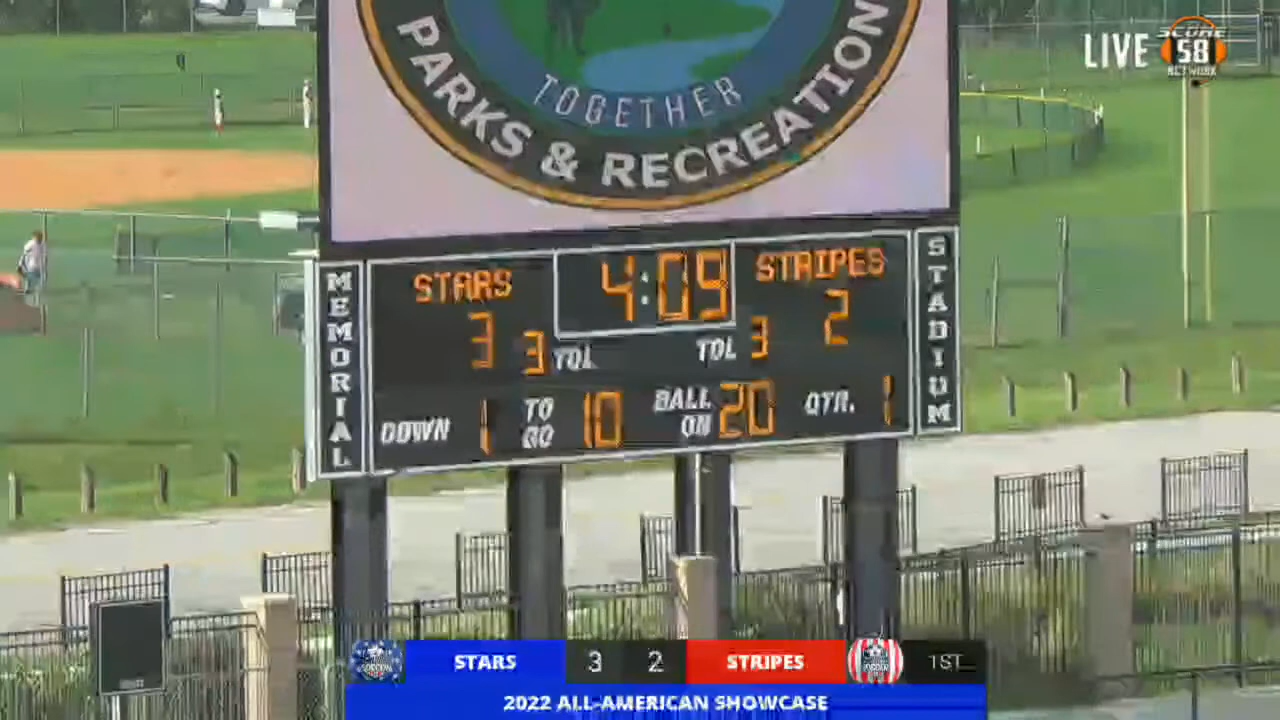 LIVE
SCORE
58
NETWORK
TOGETHER
PARKS & RECREATION
MEMORIAL
STADIUM
STARS 4:09 STRIPES
3 3 TOL TOL 3 2
DOWN 1 TO GO 10 BALL ON 20 QTR. 1
STARS 3 2 STRIPES 1ST
2022 ALL-AMERICAN SHOWCASE